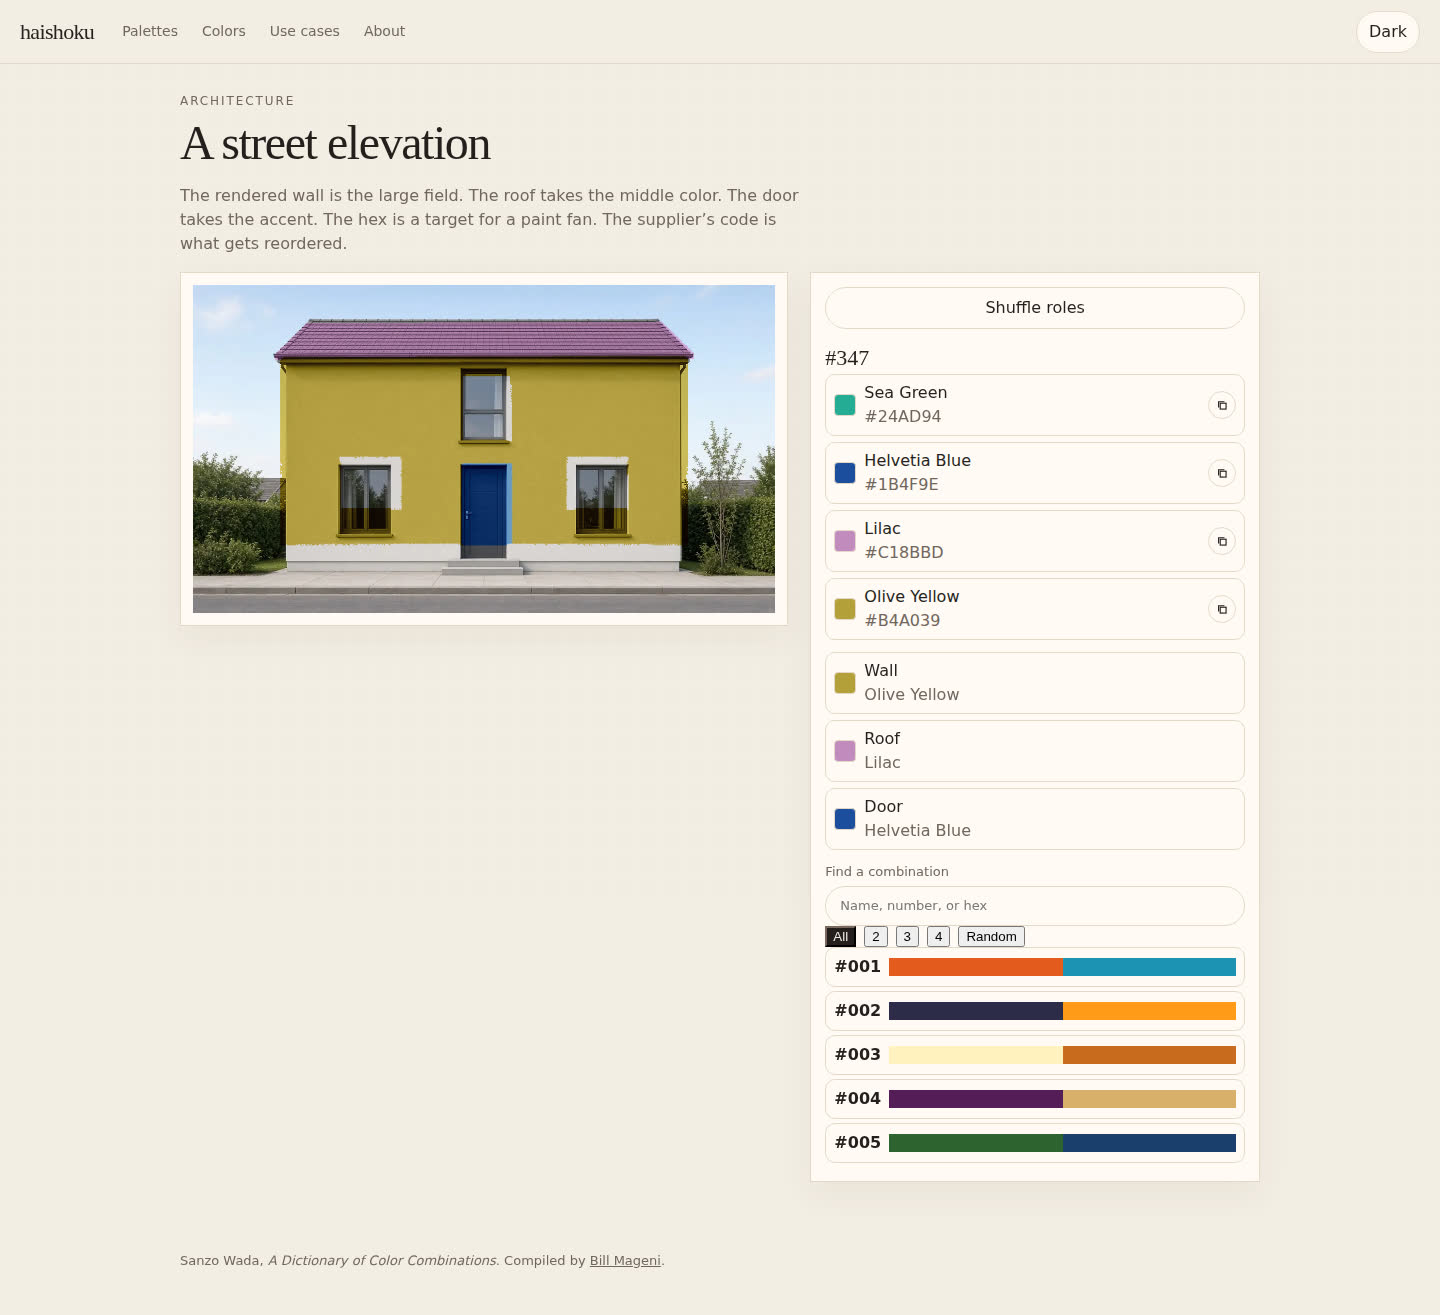 haishoku
Palettes
Colors
Use cases
About
Dark
ARCHITECTURE
A street elevation
The rendered wall is the large field. The roof takes the middle color. The door
takes the accent. The hex is a target for a paint fan. The supplier’s code is
what gets reordered.
Shuffle roles
#347
Sea Green
#24AD94
Helvetia Blue
#1B4F9E
Lilac
#C18BBD
Olive Yellow
#B4A039
Wall
Olive Yellow
Roof
Lilac
Door
Helvetia Blue
Find a combination
Name, number, or hex
All
2
3
4
Random
#001
#002
#003
#004
#005
Sanzo Wada, A Dictionary of Color Combinations. Compiled by Bill Mageni.